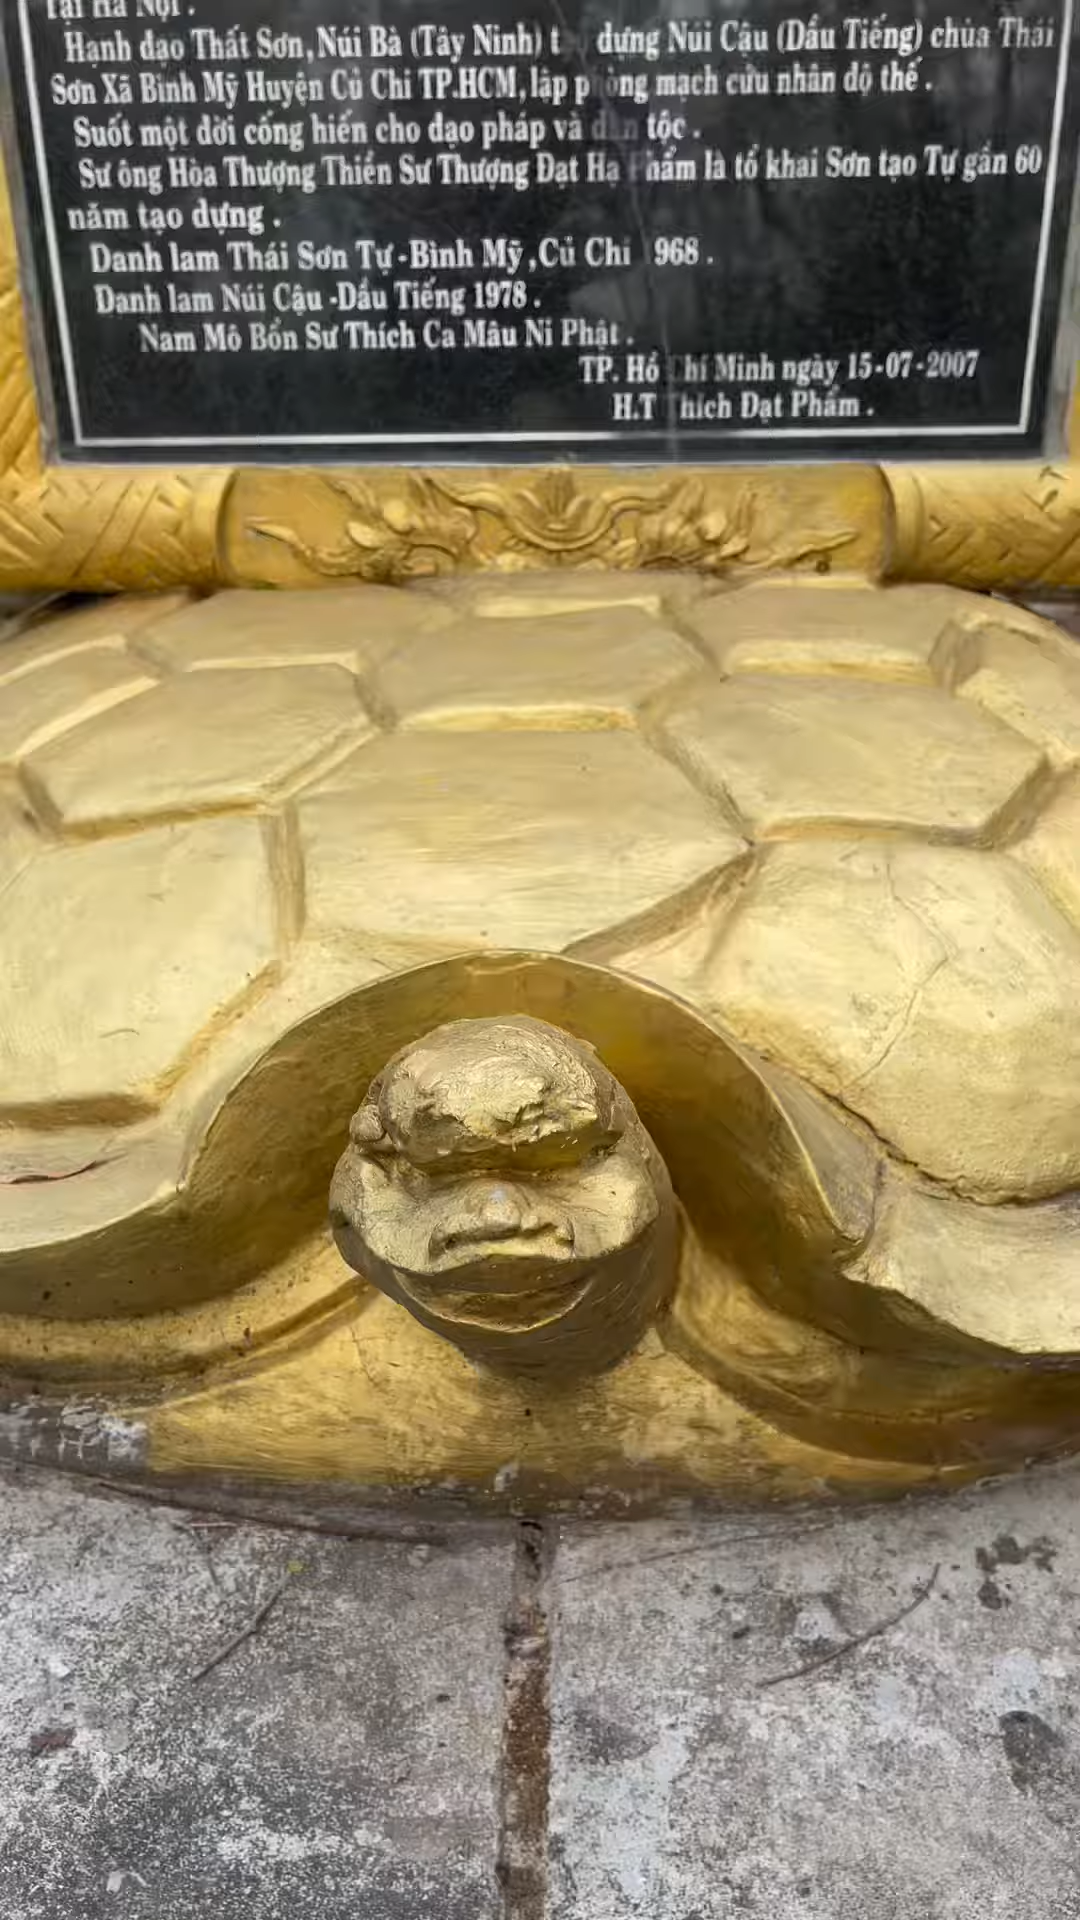 Tại Hà Nội .
Hạnh đạo Thất Sơn, Núi Bà (Tây Ninh) dựng Núi Cậu (Dầu Tiếng) chùa Thái
Sơn Xã Bình Mỹ Huyện Củ Chi TP.HCM, lập mạch cứu nhân độ thế .
Suốt một đời cống hiến cho đạo pháp và tộc .
Sư ông Hòa Thượng Thiền Sư Thượng Đạt Hạ là tổ khai Sơn tạo Tự gần 60
năm tạo dựng .
Danh lam Thái Sơn Tự - Bình Mỹ , Củ Chi 968 .
Danh lam Núi Cậu - Dầu Tiếng 1978 .
Nam Mô Bổn Sư Thích Ca Mâu Ni Phật .
TP. Hồ Chí Minh ngày 15-07-2007
H.T Thích Đạt Phẩm .